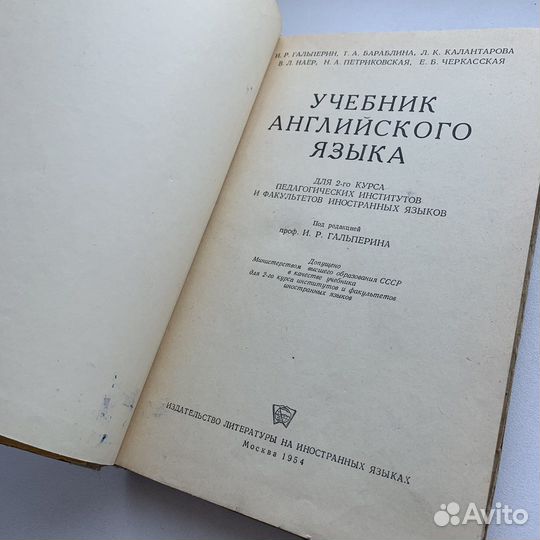 И. Р. ГАЛЬПЕРИН, Г. А. БАРАБЛИНА, Л. К. КАЛАНТАРОВА
В. Л. НАЕР, Н. А. ПЕТРИКОВСКАЯ, Е. Б. ЧЕРКАССКАЯ
УЧЕБНИК
АНГЛИЙСКОГО
ЯЗЫКА
ДЛЯ 2-го КУРСА
ПЕДАГОГИЧЕСКИХ ИНСТИТУТОВ
И ФАКУЛЬТЕТОВ ИНОСТРАННЫХ ЯЗЫКОВ
Под редакцией
проф. И. Р. ГАЛЬПЕРИНА
Допущено
Министерством высшего образования СССР
в качестве учебника
для 2-го курса институтов и факультетов
иностранных языков
ИЗДАТЕЛЬСТВО ЛИТЕРАТУРЫ НА ИНОСТРАННЫХ ЯЗЫКАХ
Москва 1954
Avito